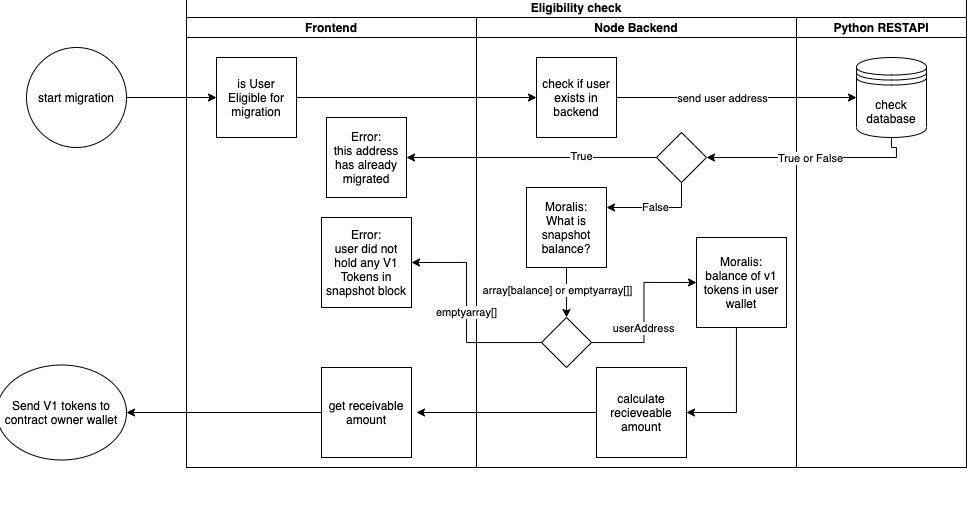 Eligibility check
Frontend
Node Backend
Python RESTAPI
start migration
is User
Eligible for
migration
check if user
exists in
backend
send user address
check
database
Error:
this address
has already
migrated
True
True or False
Moralis:
What is
snapshot
balance?
False
Error:
user did not
hold any V1
Tokens in
snapshot block
Moralis:
balance of v1
tokens in user
wallet
array[balance] or emptyarray[]]
emptyarray[]
userAddress
Send V1 tokens to
contract owner wallet
get receivable
amount
calculate
recieveable
amount